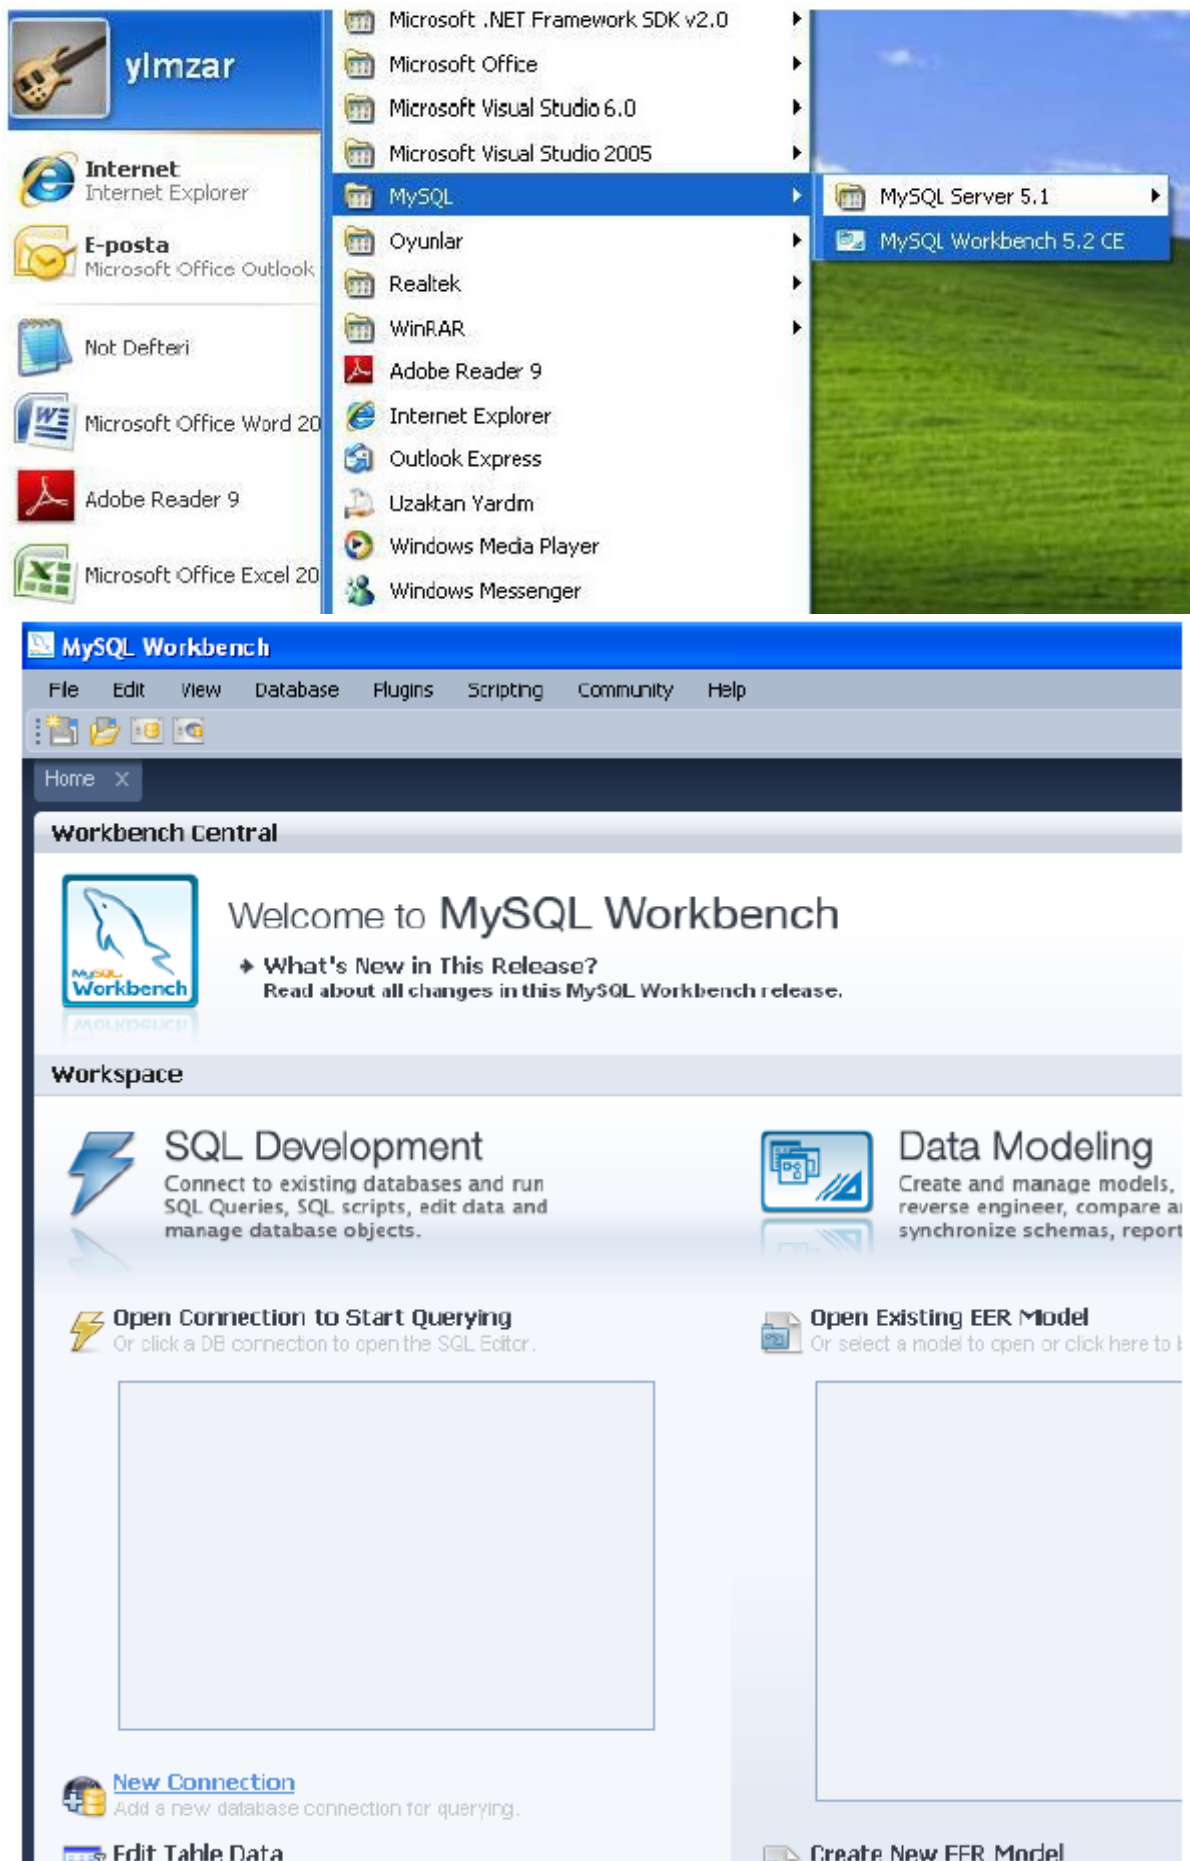 ylmzar
Internet
Internet Explorer
E-posta
Microsoft Office Outlook
Not Defteri
Microsoft Office Word 20
Adobe Reader 9
Microsoft Office Excel 20
Microsoft .NET Framework SDK v2.0
Microsoft Office
Microsoft Visual Studio 6.0
Microsoft Visual Studio 2005
MySQL
Oyunlar
Realtek
WinRAR
Adobe Reader 9
Internet Explorer
Outlook Express
Uzaktan Yardm
Windows Media Player
Windows Messenger
MySQL Server 5.1
MySQL Workbench 5.2 CE
MySQL Workbench
File Edit View Database Plugins Scripting Community Help
Home
Workbench Central
MySQL
Workbench
Welcome to MySQL Workbench
What's New in This Release?
Read about all changes in this MySQL Workbench release.
Workspace
SQL Development
Connect to existing databases and run
SQL Queries, SQL scripts, edit data and
manage database objects.
Open Connection to Start Querying
Or click a DB connection to open the SQL Editor.
New Connection
Add a new database connection for querying.
Edit Table Data
Data Modeling
Create and manage models,
reverse engineer, compare a
synchronize schemas, report
Open Existing EER Model
Or select a model to open or click here to
Create New EER Model